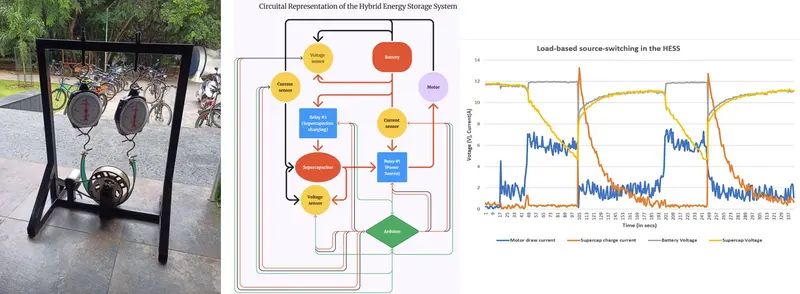 Circuital Representation of the Hybrid Energy Storage System
Voltage
sensor
Battery
Current
sensor
Motor
Relay #2
(Supercapacitor
charging)
Current
sensor
Supercapacitor
Relay #1
(Power
Source)
Voltage
sensor
Arduino
Load-based source-switching in the HESS
Votage (V), Current(A)
14
12
10
8
6
4
2
0
1 9 17 25 33 41 49 57 65 73 81 89 97 105 113 121 129 137 145 153 161 169 177 185 193 201 209 217 225 233 241 249 257 265 273 281 289 297 305 313 321 329 337
Time (in secs)
Motor draw current
Supercap charge current
Battery Voltage
Supercap Voltage